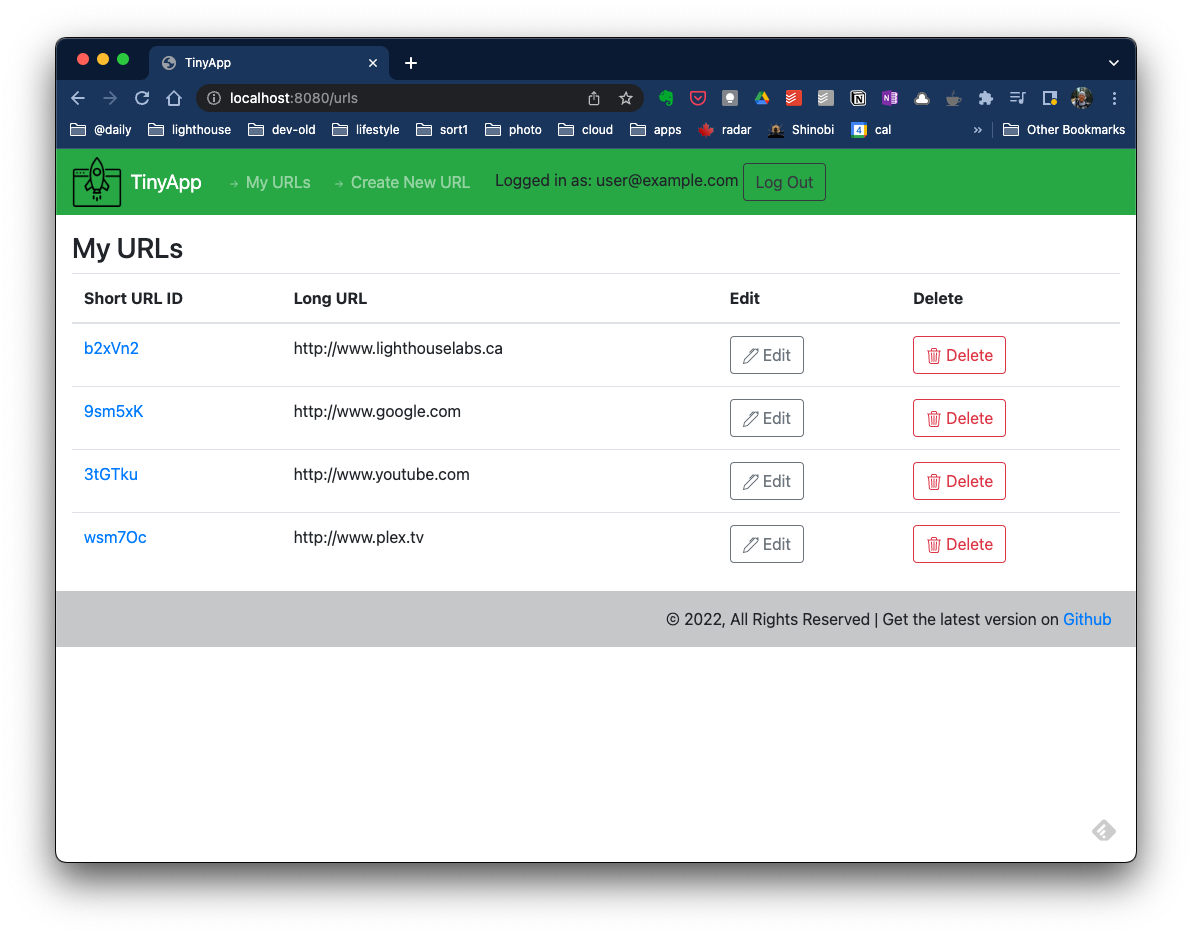 TinyApp
localhost:8080/urls
@daily lighthouse dev-old lifestyle sort1 photo cloud apps radar Shinobi 4 cal » Other Bookmarks
TinyApp → My URLs → Create New URL Logged in as: user@example.com Log Out
My URLs
Short URL ID Long URL Edit Delete
b2xVn2 http://www.lighthouselabs.ca Edit Delete
9sm5xK http://www.google.com Edit Delete
3tGTku http://www.youtube.com Edit Delete
wsm7Oc http://www.plex.tv Edit Delete
© 2022, All Rights Reserved | Get the latest version on Github